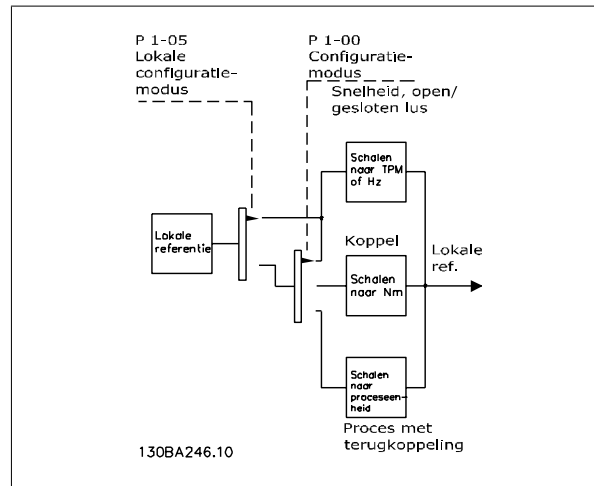 P 1-05
Lokale
configuratie-
modus
P 1-00
Configuratie-
modus
Snelheid, open/
gesloten lus
Schalen
naar TPM
of Hz
Lokale
referentie
Koppel
Schalen
naar Nm
Lokale
ref.
Schalen
naar
proceseen-
heid
Proces met
terugkoppeling
130BA246.10